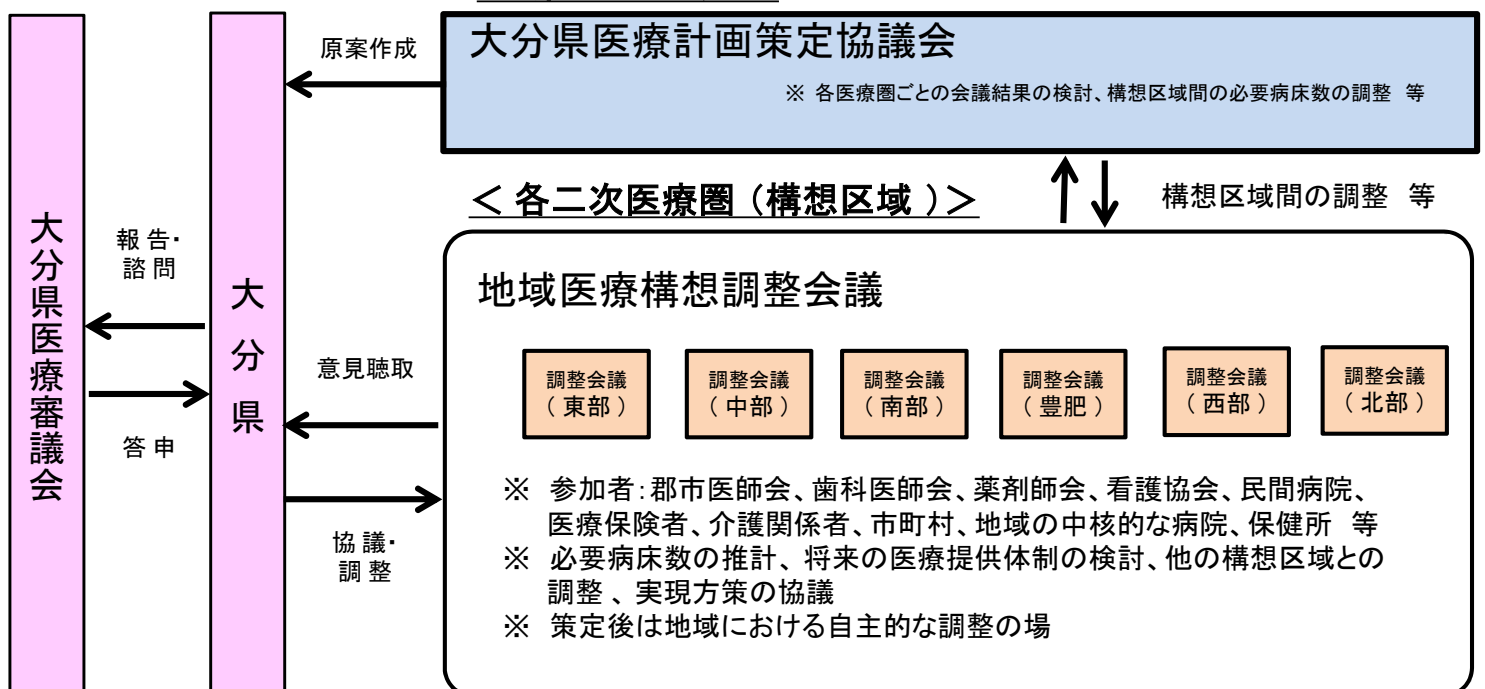 大分県医療審議会
報告・
諮問
答申
大分県
原案作成
意見聴取
協議・
調整
大分県医療計画策定協議会
※ 各医療圏ごとの会議結果の検討、構想区域間の必要病床数の調整 等
＜各二次医療圏（構想区域）＞
構想区域間の調整 等
地域医療構想調整会議
調整会議
（東部）
調整会議
（中部）
調整会議
（南部）
調整会議
（豊肥）
調整会議
（西部）
調整会議
（北部）
※ 参加者：郡市医師会、歯科医師会、薬剤師会、看護協会、民間病院、
医療保険者、介護関係者、市町村、地域の中核的な病院、保健所 等
※ 必要病床数の推計、将来の医療提供体制の検討、他の構想区域との
調整、実現方策の協議
※ 策定後は地域における自主的な調整の場